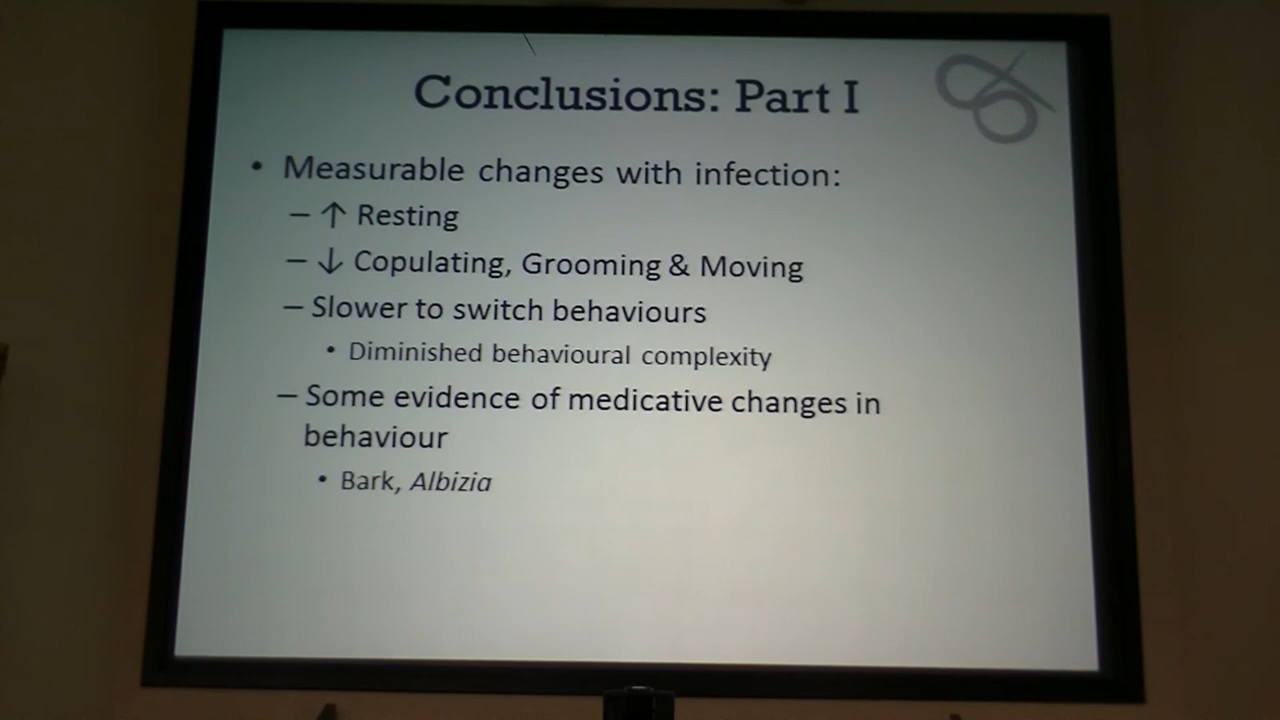 Conclusions: Part I
• Measurable changes with infection:
– ↑ Resting
– ↓ Copulating, Grooming & Moving
– Slower to switch behaviours
• Diminished behavioural complexity
– Some evidence of medicative changes in
behaviour
• Bark, Albizia